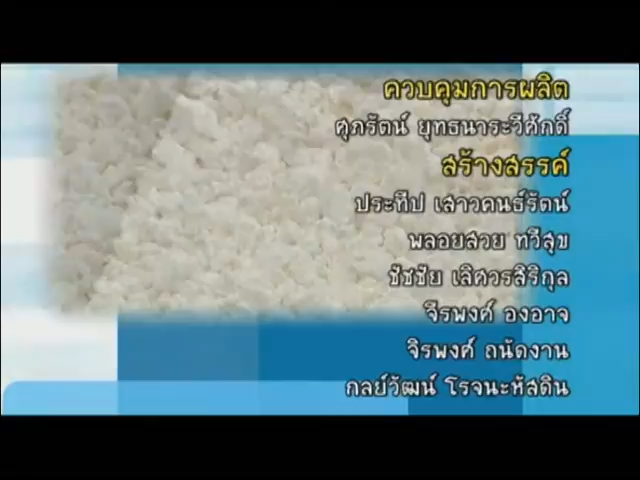 ควบคุมการผลิต
ศุภรัตน์ ยุทธนาระวีศักดิ์
สร้างสรรค์
ประทีป เสาวคนธ์รัตน์
พลอยสวย ทวีสุข
ชัชชัย เลิศวรสิริกุล
จีรพงศ์ องอาจ
จิรพงศ์ ถนัดงาน
กลย์วัฒน์ โรจนะหัสดิน